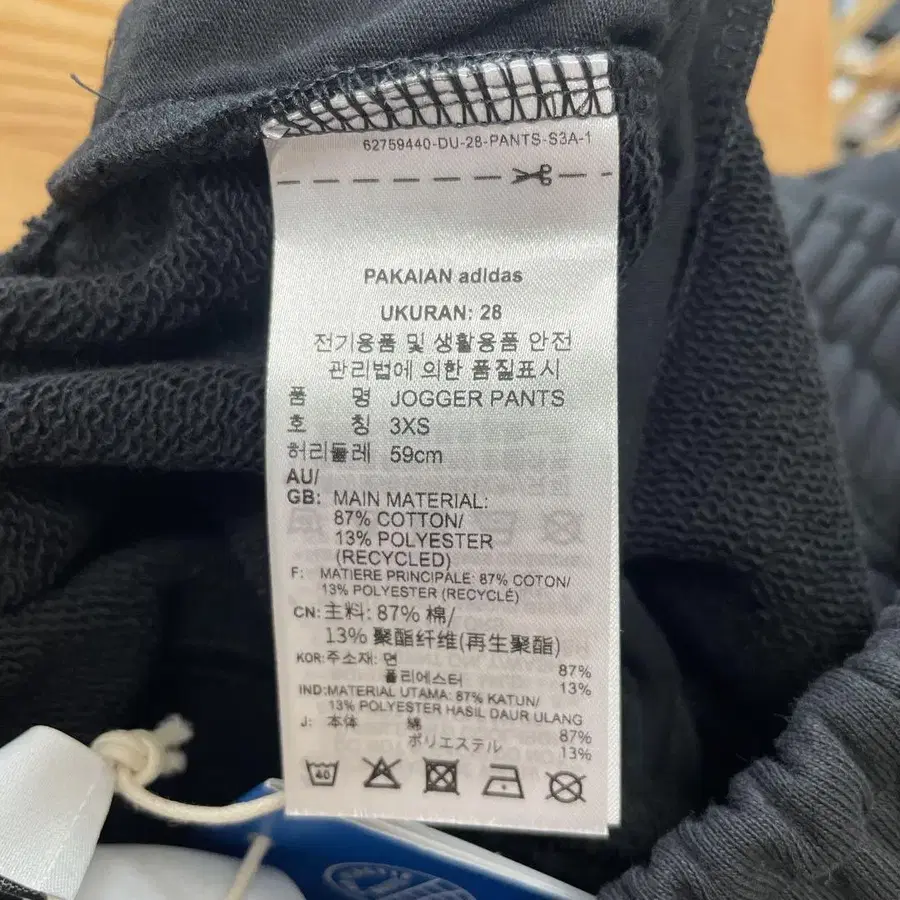 62759440-DU-28-PANTS-S3A-1
PAKAIAN adidas
UKURAN: 28
전기용품 및 생활용품 안전
관리법에 의한 품질표시
품 명 JOGGER PANTS
호 칭 3XS
허리둘레 59cm
AU/
GB: MAIN MATERIAL:
87% COTTON/
13% POLYESTER
(RECYCLED)
F: MATIERE PRINCIPALE: 87% COTON/
13% POLYESTER (RECYCLÉ)
CN: 主料: 87% 棉/
13% 聚酯纤维(再生聚酯)
KOR: 주소재: 면 87%
폴리에스터 13%
IND: MATERIAL UTAMA: 87% KATUN/
13% POLYESTER HASIL DAUR ULANG
J: 本体 綿 87%
ポリエステル 13%
40